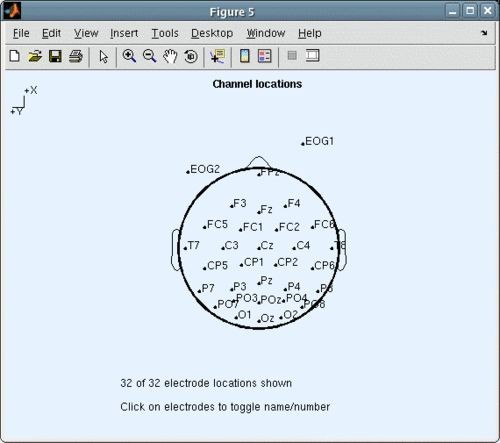 Figure 5
File Edit View Insert Tools Desktop Window Help
Channel locations
+X
+Y
EOG1
EOG2
FPz
F3 Fz F4
FC5 FC1 FC2 FC6
T7 C3 Cz C4 T8
CP5 CP1 CP2 CP6
P7 P3 Pz P4 P8
PO7 PO3 POz PO4 PO8
O1 Oz O2
32 of 32 electrode locations shown
Click on electrodes to toggle name/number